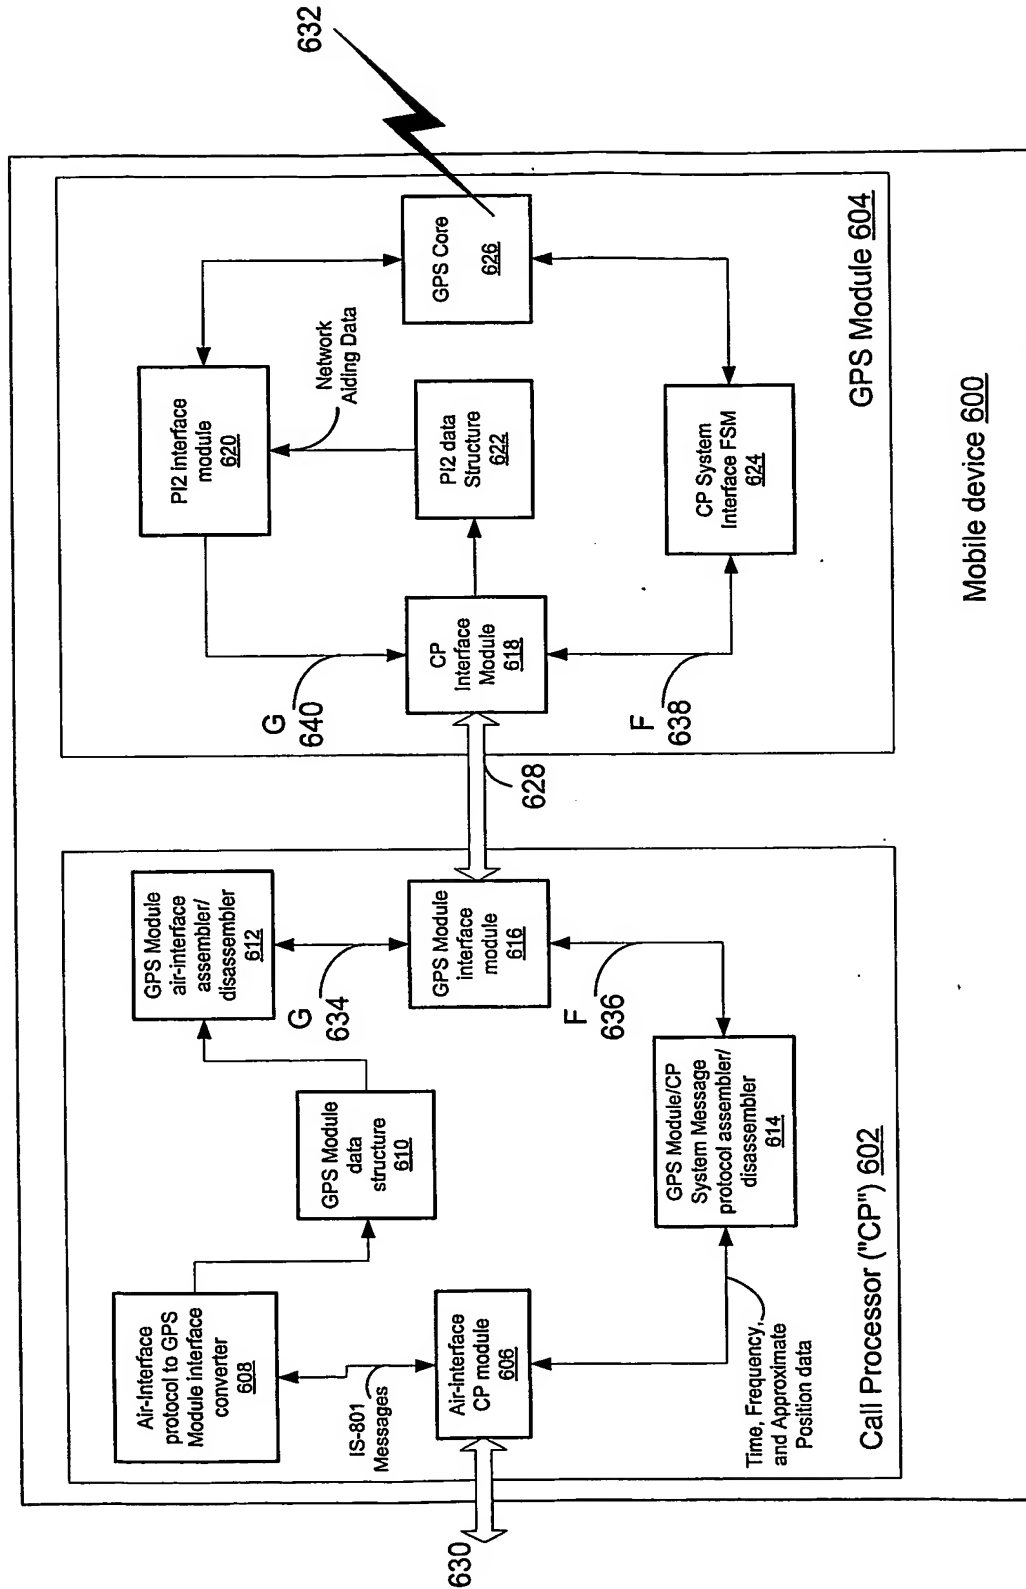 632
GPS Core
626
PI2 interface
module
620
Network
Aiding Data
PI2 data
Structure
622
CP System
Interface FSM
624
CP
Interface
Module
618
G
640
F
638
GPS Module 604
628
Mobile device 600
GPS Module
air-interface
assembler/
disassembler
612
G
634
GPS Module
interface
module
616
F
636
GPS Module
data
structure
610
GPS Module/CP
System Message
protocol assembler/
disassembler
614
Air-Interface
protocol to GPS
Module interface
converter
608
IS-801
Messages
Air-interface
CP module
606
Time, Frequency,
and Approximate
Position data
Call Processor ("CP") 602
630